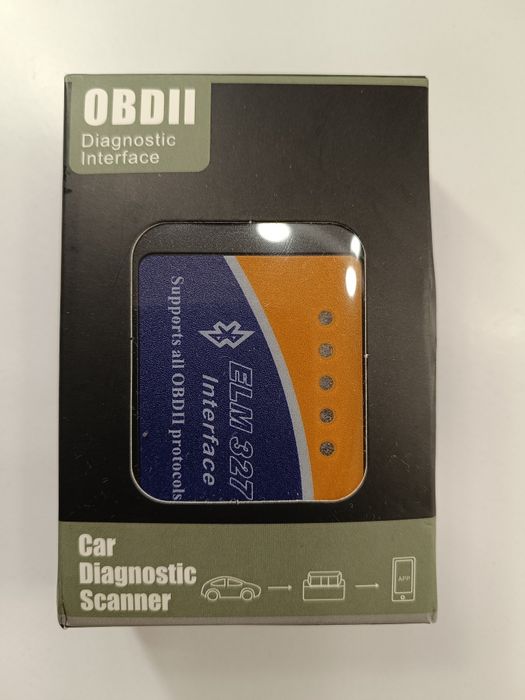 OBDII
Diagnostic
Interface
ELM 327
Interface
Supports all OBDII protocols
Car
Diagnostic
Scanner
APP